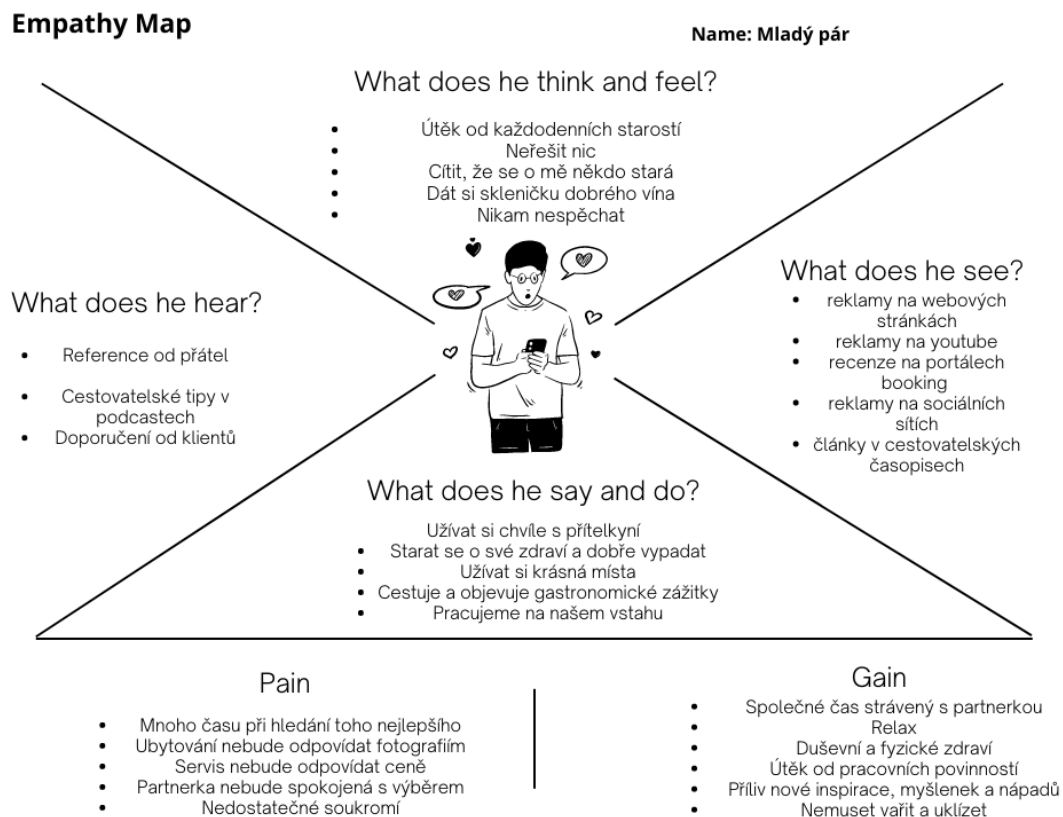 Empathy Map
Name: Mladý pár
What does he think and feel?
• Útěk od každodenních starostí
• Neřešit nic
• Cítit, že se o mě někdo stará
• Dát si skleničku dobrého vína
• Nikam nespěchat
What does he hear?
• Reference od přátel
• Cestovatelské tipy v
podcastech
• Doporučení od klientů
What does he see?
• reklamy na webových
stránkách
• reklamy na youtube
• recenze na portálech
booking
• reklamy na sociálních
sítích
• články v cestovatelských
časopisech
What does he say and do?
Užívat si chvíle s přítelkyní
• Starat se o své zdraví a dobře vypadat
• Užívat si krásná místa
• Cestuje a objevuje gastronomické zážitky
• Pracujeme na našem vstahu
Pain
• Mnoho času při hledání toho nejlepšího
• Ubytování nebude odpovídat fotografiím
• Servis nebude odpovídat ceně
• Partnerka nebude spokojená s výběrem
• Nedostatečné soukromí
Gain
• Společné čas strávený s partnerkou
• Relax
• Duševní a fyzické zdraví
• Útěk od pracovních povinností
• Příliv nové inspirace, myšlenek a nápadů
• Nemuset vařit a uklízet